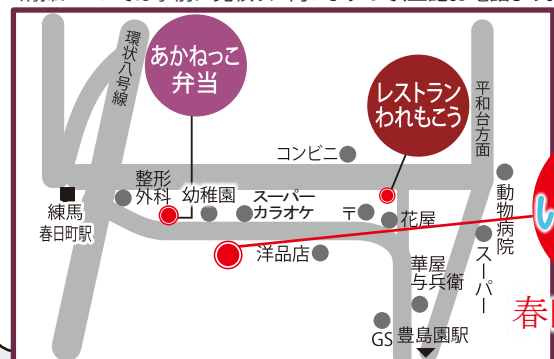 環状八号線
あかねっこ
弁当
レストラン
われもこう
平和台方面
コンビニ
整形
外科
幼稚園
スーパー
カラオケ
〒
花屋
動物病院
練馬
春日町駅
洋品店
華屋
与兵衛
スーパー
い
春
GS
豊島園駅